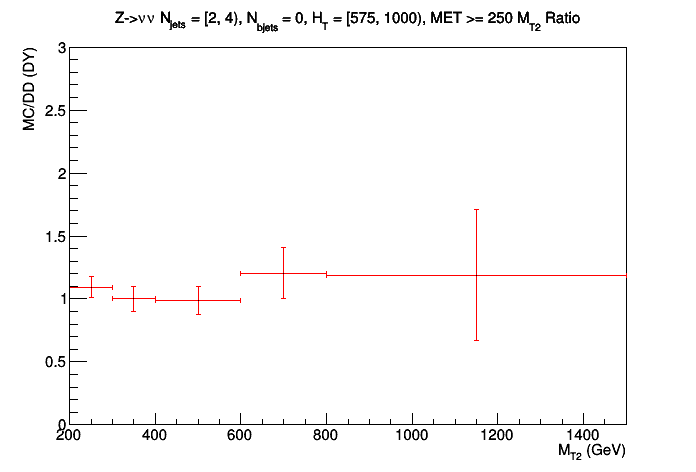 Z->νν N_jets = [2, 4), N_bjets = 0, H_T = [575, 1000), MET >= 250 M_T2 Ratio
MC/DD (DY)
3
2.5
2
1.5
1
0.5
0
200 400 600 800 1000 1200 1400
M_T2 (GeV)